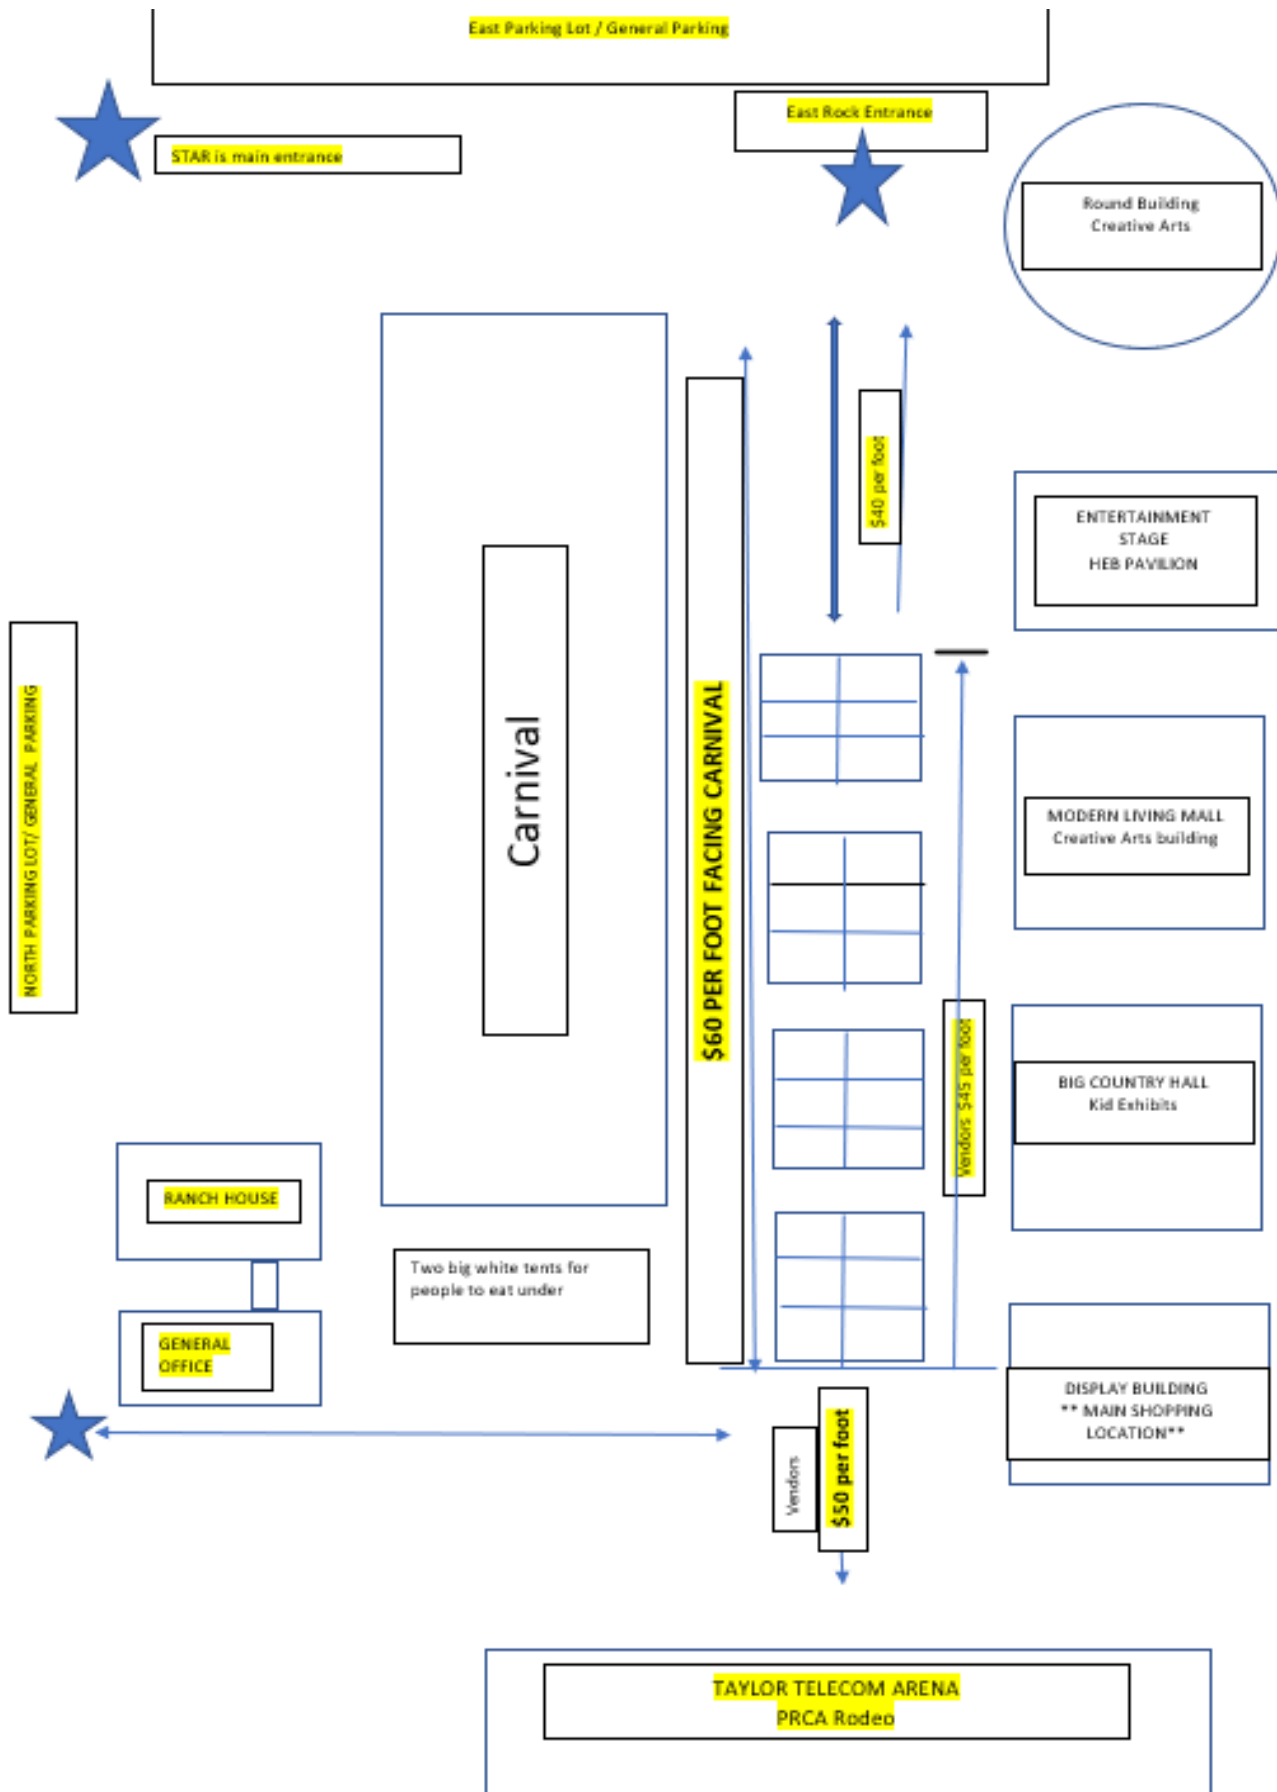 East Parking Lot / General Parking
East Rock Entrance
STAR is main entrance
Round Building
Creative Arts
$40 per foot
ENTERTAINMENT
STAGE
HEB PAVILION
NORTH PARKING LOT/ GENERAL PARKING
Carnival
$60 PER FOOT FACING CARNIVAL
MODERN LIVING MALL
Creative Arts building
Vendors $45 per foot
BIG COUNTRY HALL
Kid Exhibits
RANCH HOUSE
Two big white tents for
people to eat under
GENERAL
OFFICE
DISPLAY BUILDING
** MAIN SHOPPING
LOCATION**
Vendors
$50 per foot
TAYLOR TELECOM ARENA
PRCA Rodeo